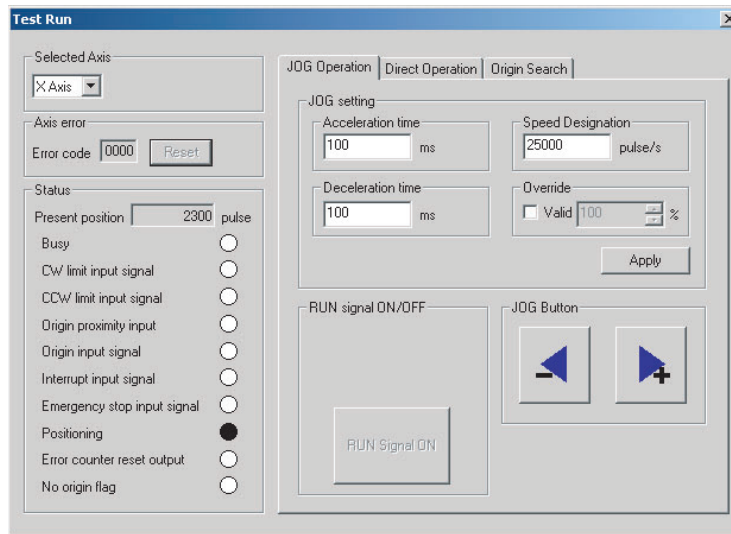 Test Run
Selected Axis
X Axis
Axis error
Error code 0000 Reset
Status
Present position 2300 pulse
Busy
CW limit input signal
CCW limit input signal
Origin proximity input
Origin input signal
Interrupt input signal
Emergency stop input signal
Positioning
Error counter reset output
No origin flag
JOG Operation Direct Operation Origin Search
JOG setting
Acceleration time
100 ms
Speed Designation
25000 pulse/s
Deceleration time
100 ms
Override
Valid 100 %
Apply
RUN signal ON/OFF
RUN Signal ON
JOG Button
- +